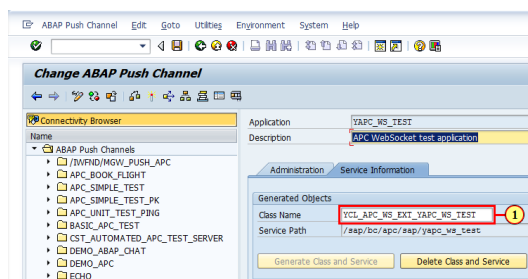 ABAP Push Channel Edit Goto Utilities Environment System Help
Change ABAP Push Channel
Connectivity Browser
Name
ABAP Push Channels
/IWFND/MGW_PUSH_APC
APC_BOOK_FLIGHT
APC_SIMPLE_TEST
APC_SIMPLE_TEST_PK
APC_UNIT_TEST_PING
BASIC_APC_TEST
CST_AUTOMATED_APC_TEST_SERVER
DEMO_ABAP_CHAT
DEMO_APC
ECHO
Application YAPC_WS_TEST
Description APC WebSocket test application
Administration Service Information
Generated Objects
Class Name YCL_APC_WS_EXT_YAPC_WS_TEST 1
Service Path /sap/bc/apc/sap/yapc_ws_test
Generate Class and Service Delete Class and Service